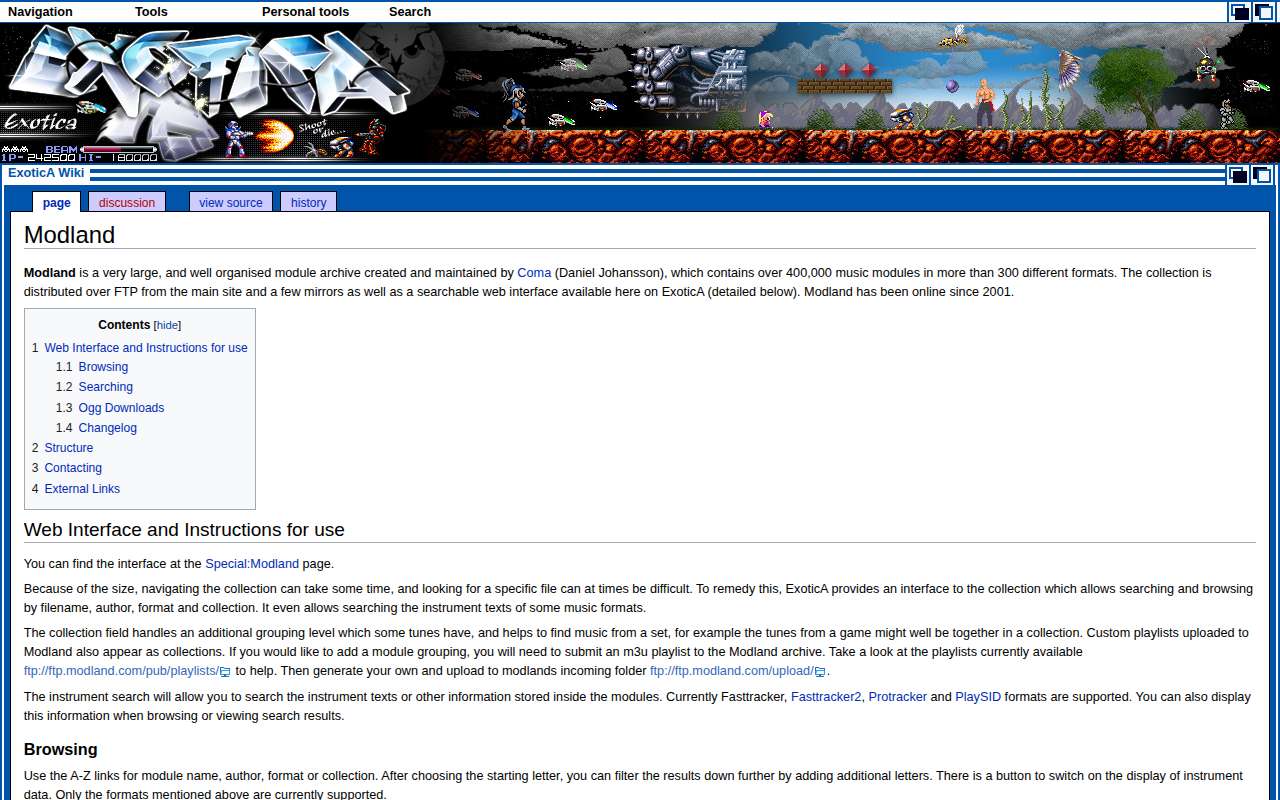 Navigation Tools Personal tools Search
EXOTICA
Exotica
Shoot or die...
BEAM
1P- 242500 HI- 180000
ExoticA Wiki
page discussion view source history
Modland
Modland is a very large, and well organised module archive created and maintained by Coma (Daniel Johansson), which contains over 400,000 music modules in more than 300 different formats. The collection is
distributed over FTP from the main site and a few mirrors as well as a searchable web interface available here on ExoticA (detailed below). Modland has been online since 2001.
Contents [hide]
1 Web Interface and Instructions for use
1.1 Browsing
1.2 Searching
1.3 Ogg Downloads
1.4 Changelog
2 Structure
3 Contacting
4 External Links
Web Interface and Instructions for use
You can find the interface at the Special:Modland page.
Because of the size, navigating the collection can take some time, and looking for a specific file can at times be difficult. To remedy this, ExoticA provides an interface to the collection which allows searching and browsing
by filename, author, format and collection. It even allows searching the instrument texts of some music formats.
The collection field handles an additional grouping level which some tunes have, and helps to find music from a set, for example the tunes from a game might well be together in a collection. Custom playlists uploaded to
Modland also appear as collections. If you would like to add a module grouping, you will need to submit an m3u playlist to the Modland archive. Take a look at the playlists currently available
ftp://ftp.modland.com/pub/playlists/ to help. Then generate your own and upload to modlands incoming folder ftp://ftp.modland.com/upload/ .
The instrument search will allow you to search the instrument texts or other information stored inside the modules. Currently Fasttracker, Fasttracker2, Protracker and PlaySID formats are supported. You can also display
this information when browsing or viewing search results.
Browsing
Use the A-Z links for module name, author, format or collection. After choosing the starting letter, you can filter the results down further by adding additional letters. There is a button to switch on the display of instrument
data. Only the formats mentioned above are currently supported.